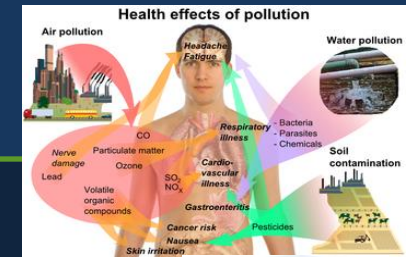 Health effects of pollution
Air pollution
Water pollution
Headache
Fatigue
CO
Particulate matter
Ozone
Nerve
damage
Lead
Volatile
organic
compounds
SO₂
NOₓ
Respiratory
illness
Cardio-
vascular
illness
Gastroenteritis
Cancer risk
Nausea
Skin irritation
- Bacteria
- Parasites
- Chemicals
Soil
contamination
Pesticides